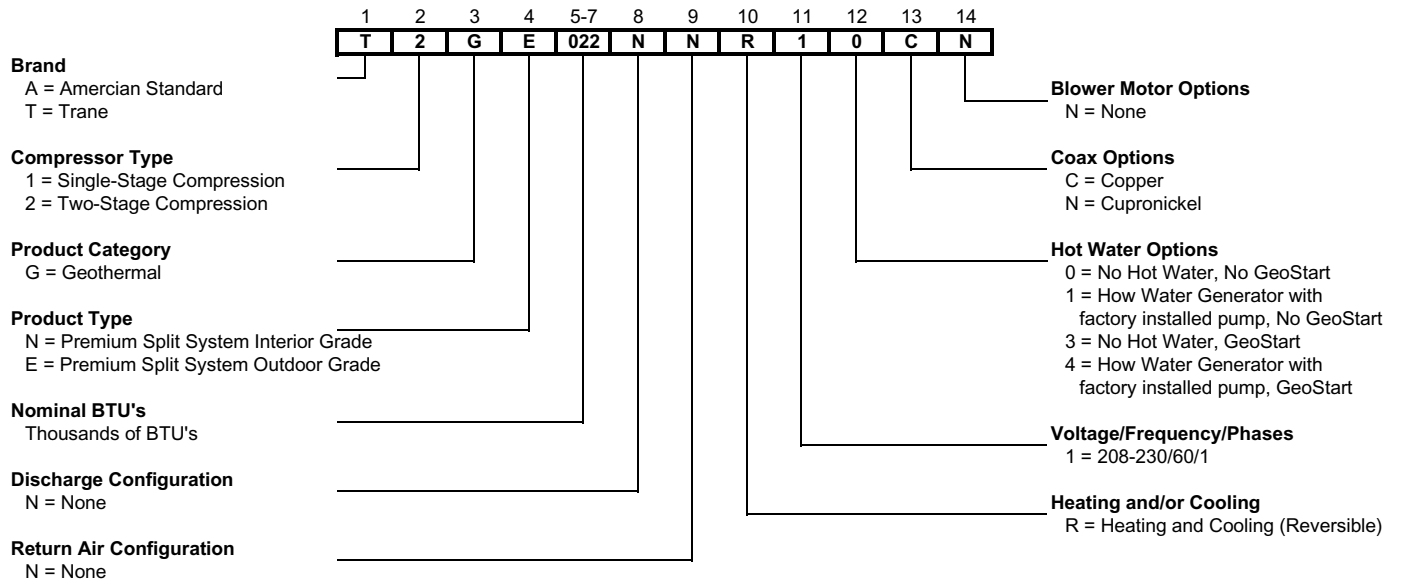 1 2 3 4 5-7 8 9 10 11 12 13 14
T 2 G E 022 N N R 1 0 C N
Brand
A = Amercian Standard
T = Trane
Compressor Type
1 = Single-Stage Compression
2 = Two-Stage Compression
Product Category
G = Geothermal
Product Type
N = Premium Split System Interior Grade
E = Premium Split System Outdoor Grade
Nominal BTU's
Thousands of BTU's
Discharge Configuration
N = None
Return Air Configuration
N = None
Blower Motor Options
N = None
Coax Options
C = Copper
N = Cupronickel
Hot Water Options
0 = No Hot Water, No GeoStart
1 = How Water Generator with
factory installed pump, No GeoStart
3 = No Hot Water, GeoStart
4 = How Water Generator with
factory installed pump, GeoStart
Voltage/Frequency/Phases
1 = 208-230/60/1
Heating and/or Cooling
R = Heating and Cooling (Reversible)